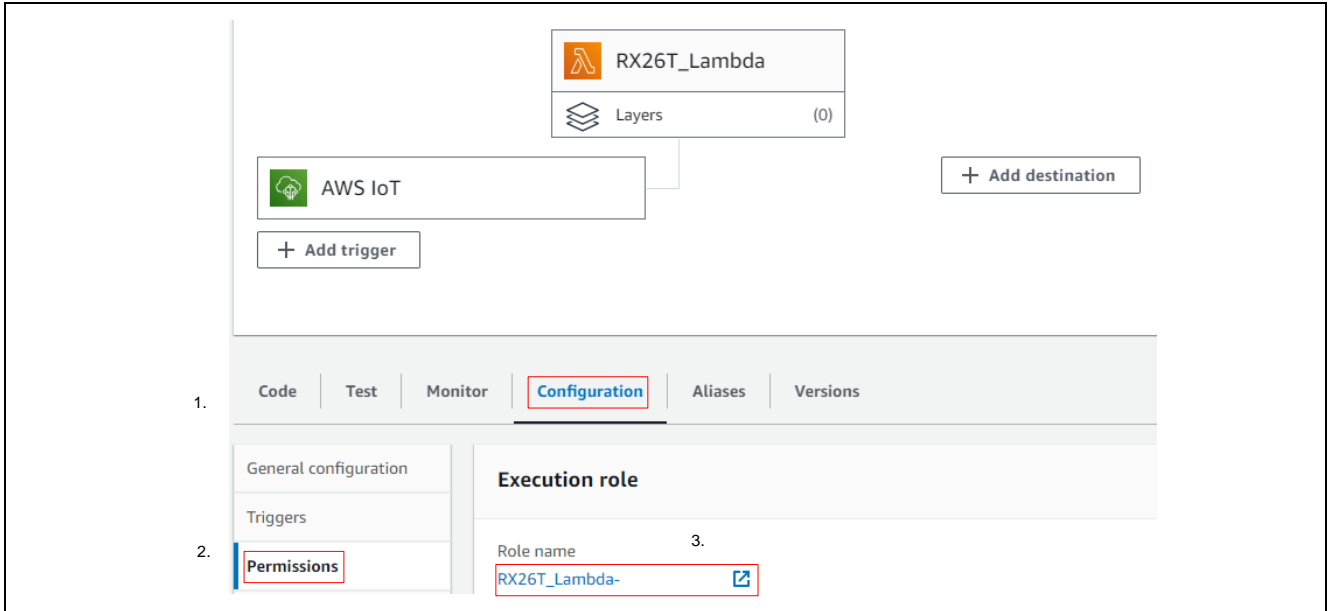 RX26T_Lambda
Layers (0)
AWS IoT
+ Add destination
+ Add trigger
1. Code Test Monitor Configuration Aliases Versions
General configuration
Execution role
Triggers
3.
2. Permissions
Role name
RX26T_Lambda-